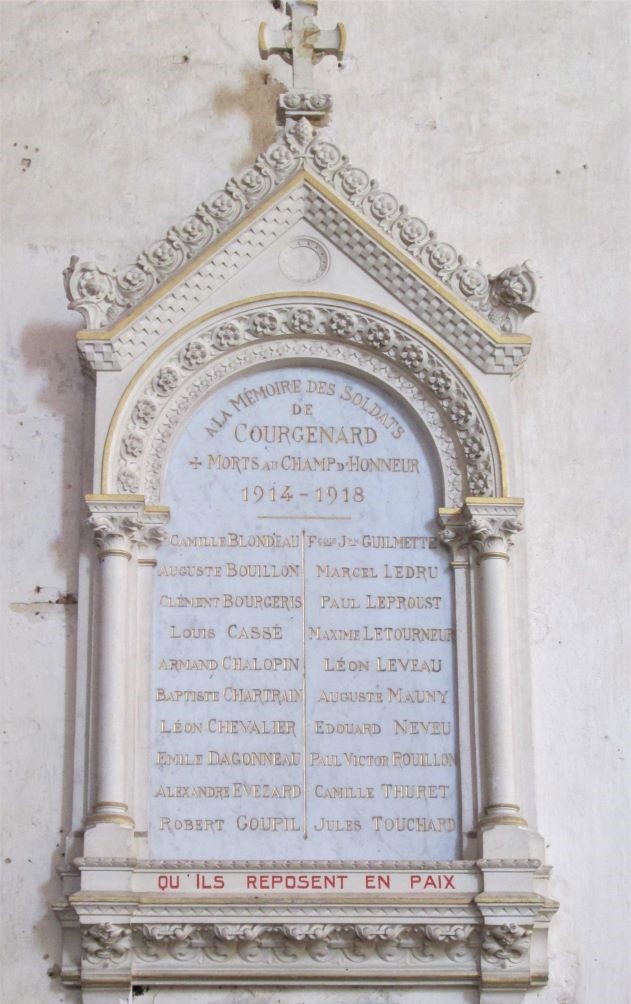 A LA MÉMOIRE DES SOLDATS
DE
COURGENARD
+ MORTS AU CHAMP D'HONNEUR
1914 - 1918
CAMILLE BLONDEAU
AUGUSTE BOUILLON
CLÉMENT BOURGERIS
LOUIS CASSÉ
ARMAND CHALOPIN
BAPTISTE CHARTRAIN
LÉON CHEVALIER
EMILE DAGONNEAU
ALEXANDRE EVEZARD
ROBERT GOUPIL
GUILMETTE
MARCEL LEDRU
PAUL LEPROUST
MAXIME LETOURNEUR
LÉON LEVEAU
AUGUSTE MAUNY
EDOUARD NEVEU
PAUL VICTOR ROUILLON
CAMILLE THURET
JULES TOUCHARD
QU'ILS REPOSENT EN PAIX